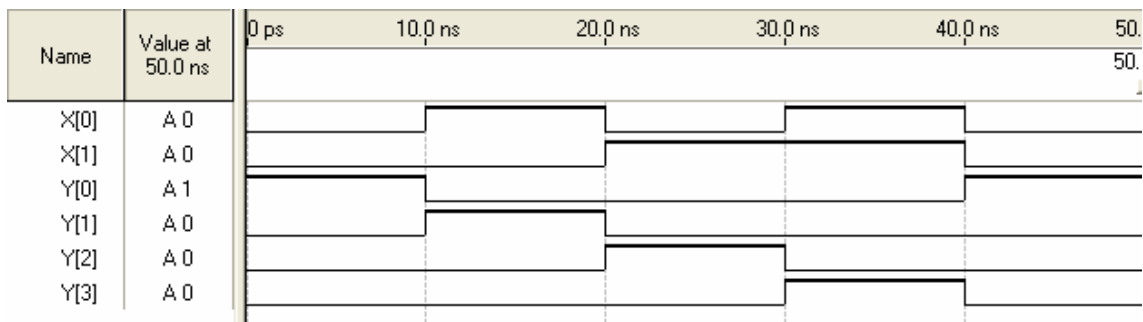 Name
Value at
50.0 ns
0 ps 10.0 ns 20.0 ns 30.0 ns 40.0 ns 50.
50.
X[0] A 0
X[1] A 0
Y[0] A 1
Y[1] A 0
Y[2] A 0
Y[3] A 0